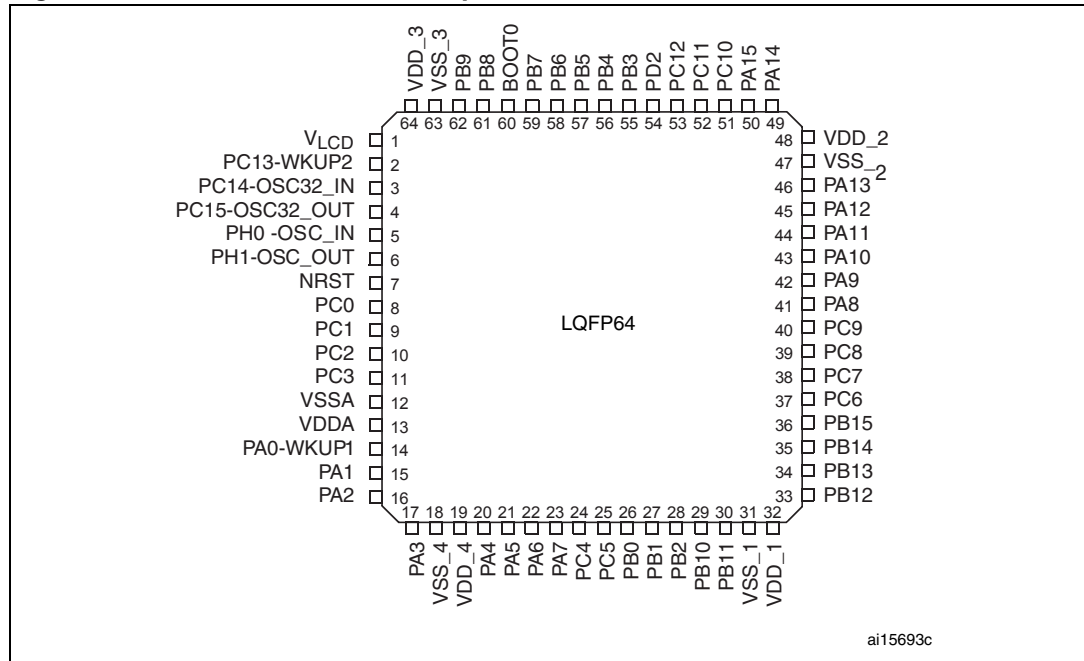 VDD_3
VSS_3
PB9
PB8
BOOT0
PB7
PB6
PB5
PB4
PB3
PD2
PC12
PC11
PC10
PA15
PA14
64 63 62 61 60 59 58 57 56 55 54 53 52 51 50 49
VLCD 1
PC13-WKUP2 2
PC14-OSC32_IN 3
PC15-OSC32_OUT 4
PH0 -OSC_IN 5
PH1-OSC_OUT 6
NRST 7
PC0 8
PC1 9
PC2 10
PC3 11
VSSA 12
VDDA 13
PA0-WKUP1 14
PA1 15
PA2 16
LQFP64
48 VDD_2
47 VSS_2
46 PA13
45 PA12
44 PA11
43 PA10
42 PA9
41 PA8
40 PC9
39 PC8
38 PC7
37 PC6
36 PB15
35 PB14
34 PB13
33 PB12
17 18 19 20 21 22 23 24 25 26 27 28 29 30 31 32
PA3
VSS_4
VDD_4
PA4
PA5
PA6
PA7
PC4
PC5
PB0
PB1
PB2
PB10
PB11
VSS_1
VDD_1
ai15693c